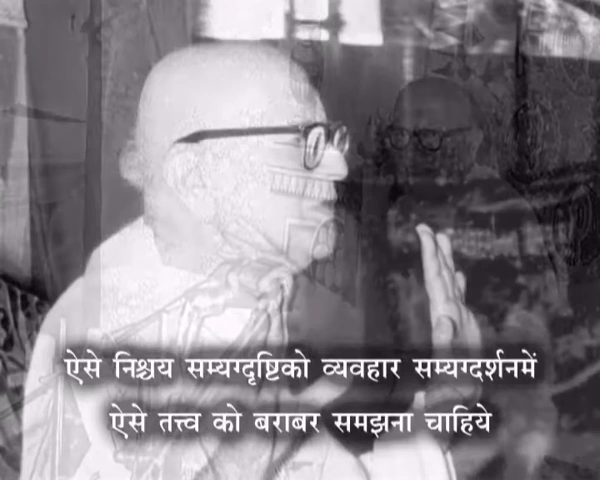 ऐसे निश्चय सम्यग्दृष्टिको व्यवहार सम्यग्दर्शनमें
ऐसे तत्त्व को बराबर समझना चाहिये